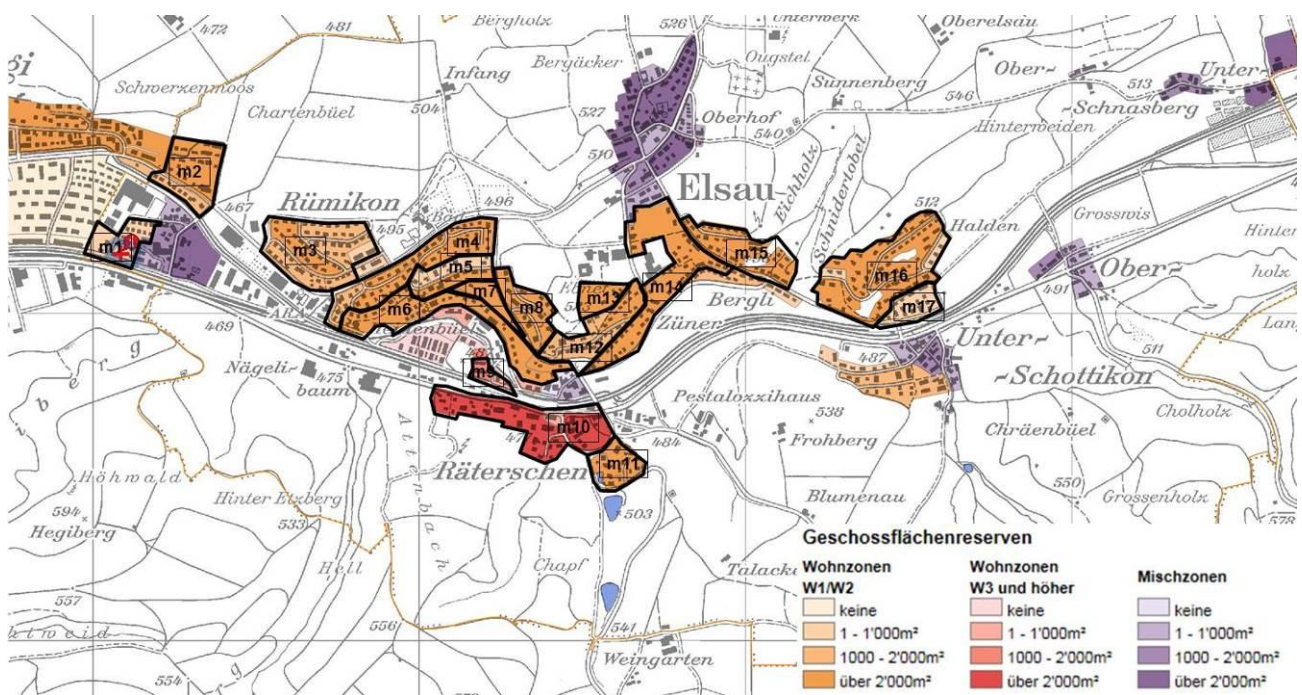 472
481
Bergholz
526
Unterwerk
Oberelsau
gi
Schwerzenmoos
Infang
Bergäcker
Ougstel
Sunnenberg
Ober-
513
Unter-
Chartenbüel
504
527
Oberhof
546
Schnasberg
540
Hinterweiden
m2
510
Eichholz
Schnidertobel
Rümikon
496
Elsau
467
495
512
Halden
Grosswis
m1
m3
m4
m15
m5
m16
Ober-
Hinter
holz
491
m7
m14
Bergli
m6
m8
m13
m17
469
ARA
Züner
Unter-
m12
487
511
Nägeli-
baum
475
m9
-Schottikon
Pestaloxxihaus
Cholholz
538
m10
484
Frohberg
Chräenbüel
Räterschen
m11
Höhwald
Attenbach
Hinter Etzberg
503
Blumenau
550
Grossenholz
594
Hegiberg
533
578
Hell
Chapf
Talacke
557
556
541
Weingarten
554
Geschossflächenreserven
Wohnzonen
W1/W2
keine
1 - 1'000m²
1000 - 2'000m²
über 2'000m²
Wohnzonen
W3 und höher
keine
1 - 1'000m²
1000 - 2'000m²
über 2'000m²
Mischzonen
keine
1 - 1'000m²
1000 - 2'000m²
über 2'000m²